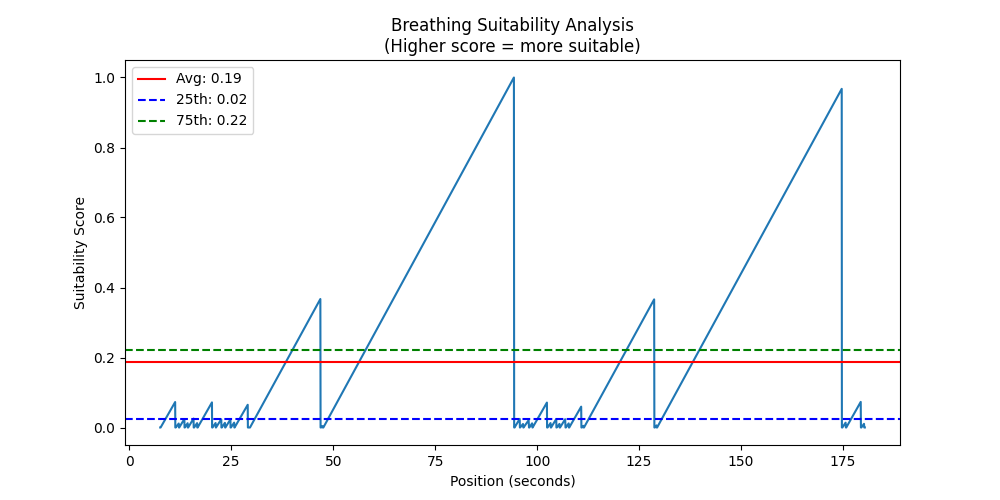 Breathing Suitability Analysis
(Higher score = more suitable)
Avg: 0.19
25th: 0.02
75th: 0.22
1.0
0.8
0.6
0.4
0.2
0.0
Suitability Score
0 25 50 75 100 125 150 175
Position (seconds)